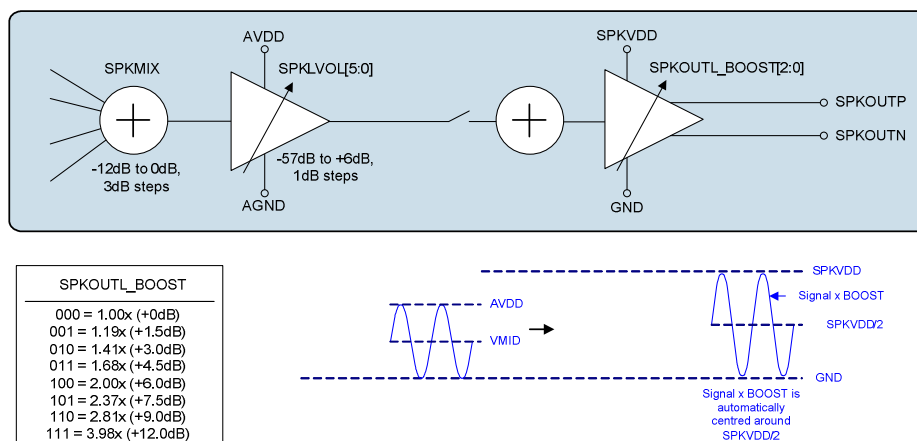 AVDD
SPKVDD
SPKMIX
SPKLVOL[5:0]
SPKOUTL_BOOST[2:0]
SPKOUTP
SPKOUTN
-12dB to 0dB,
3dB steps
-57dB to +6dB,
1dB steps
AGND
GND
SPKOUTL_BOOST
000 = 1.00x (+0dB)
001 = 1.19x (+1.5dB)
010 = 1.41x (+3.0dB)
011 = 1.68x (+4.5dB)
100 = 2.00x (+6.0dB)
101 = 2.37x (+7.5dB)
110 = 2.81x (+9.0dB)
111 = 3.98x (+12.0dB)
SPKVDD
AVDD
Signal x BOOST
SPKVDD/2
VMID
GND
Signal x BOOST is
automatically
centred around
SPKVDD/2